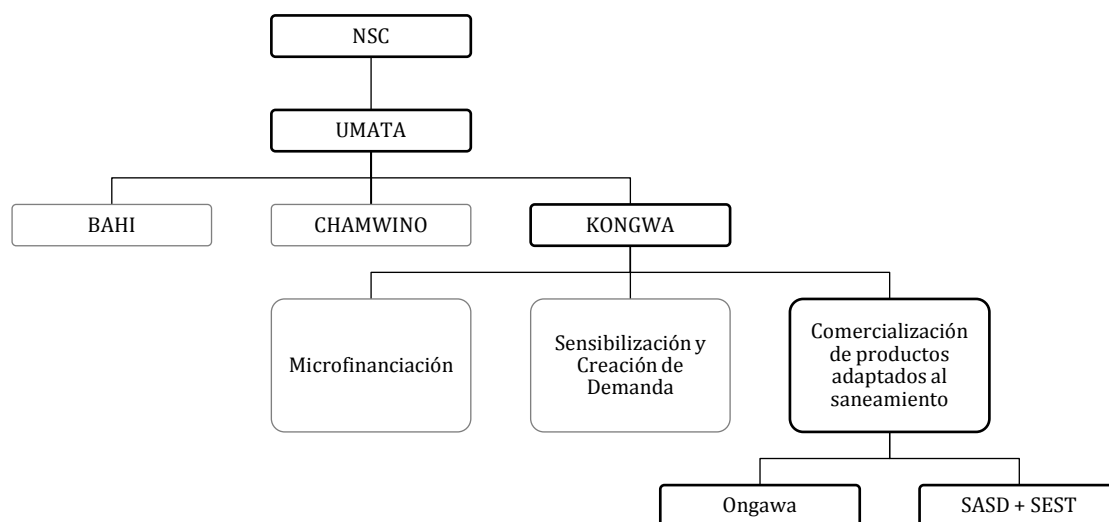 NSC
UMATA
BAHI
CHAMWINO
KONGWA
Microfinanciación
Sensibilización y
Creación de
Demanda
Comercialización
de productos
adaptados al
saneamiento
Ongawa
SASD + SEST